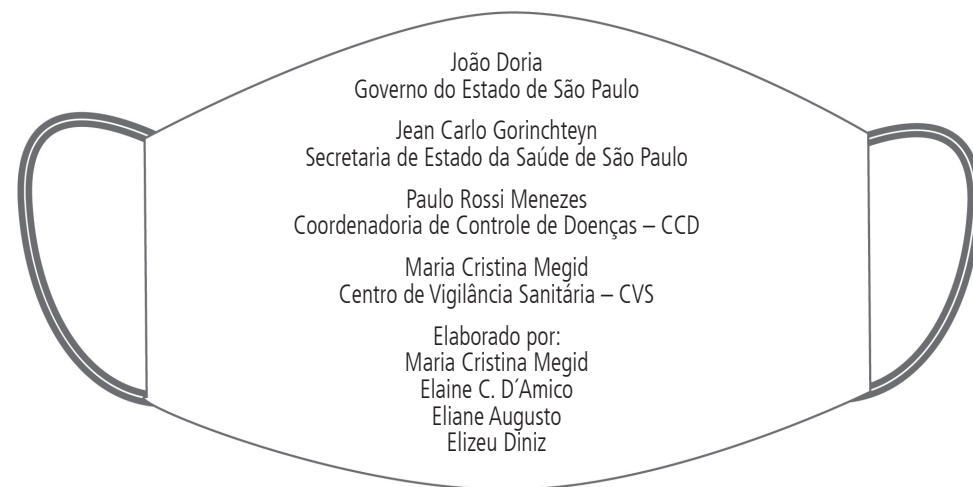 João Doria
Governo do Estado de São Paulo
Jean Carlo Gorinchteyn
Secretaria de Estado da Saúde de São Paulo
Paulo Rossi Menezes
Coordenadoria de Controle de Doenças – CCD
Maria Cristina Megid
Centro de Vigilância Sanitária – CVS
Elaborado por:
Maria Cristina Megid
Elaine C. D´Amico
Eliane Augusto
Elizeu Diniz